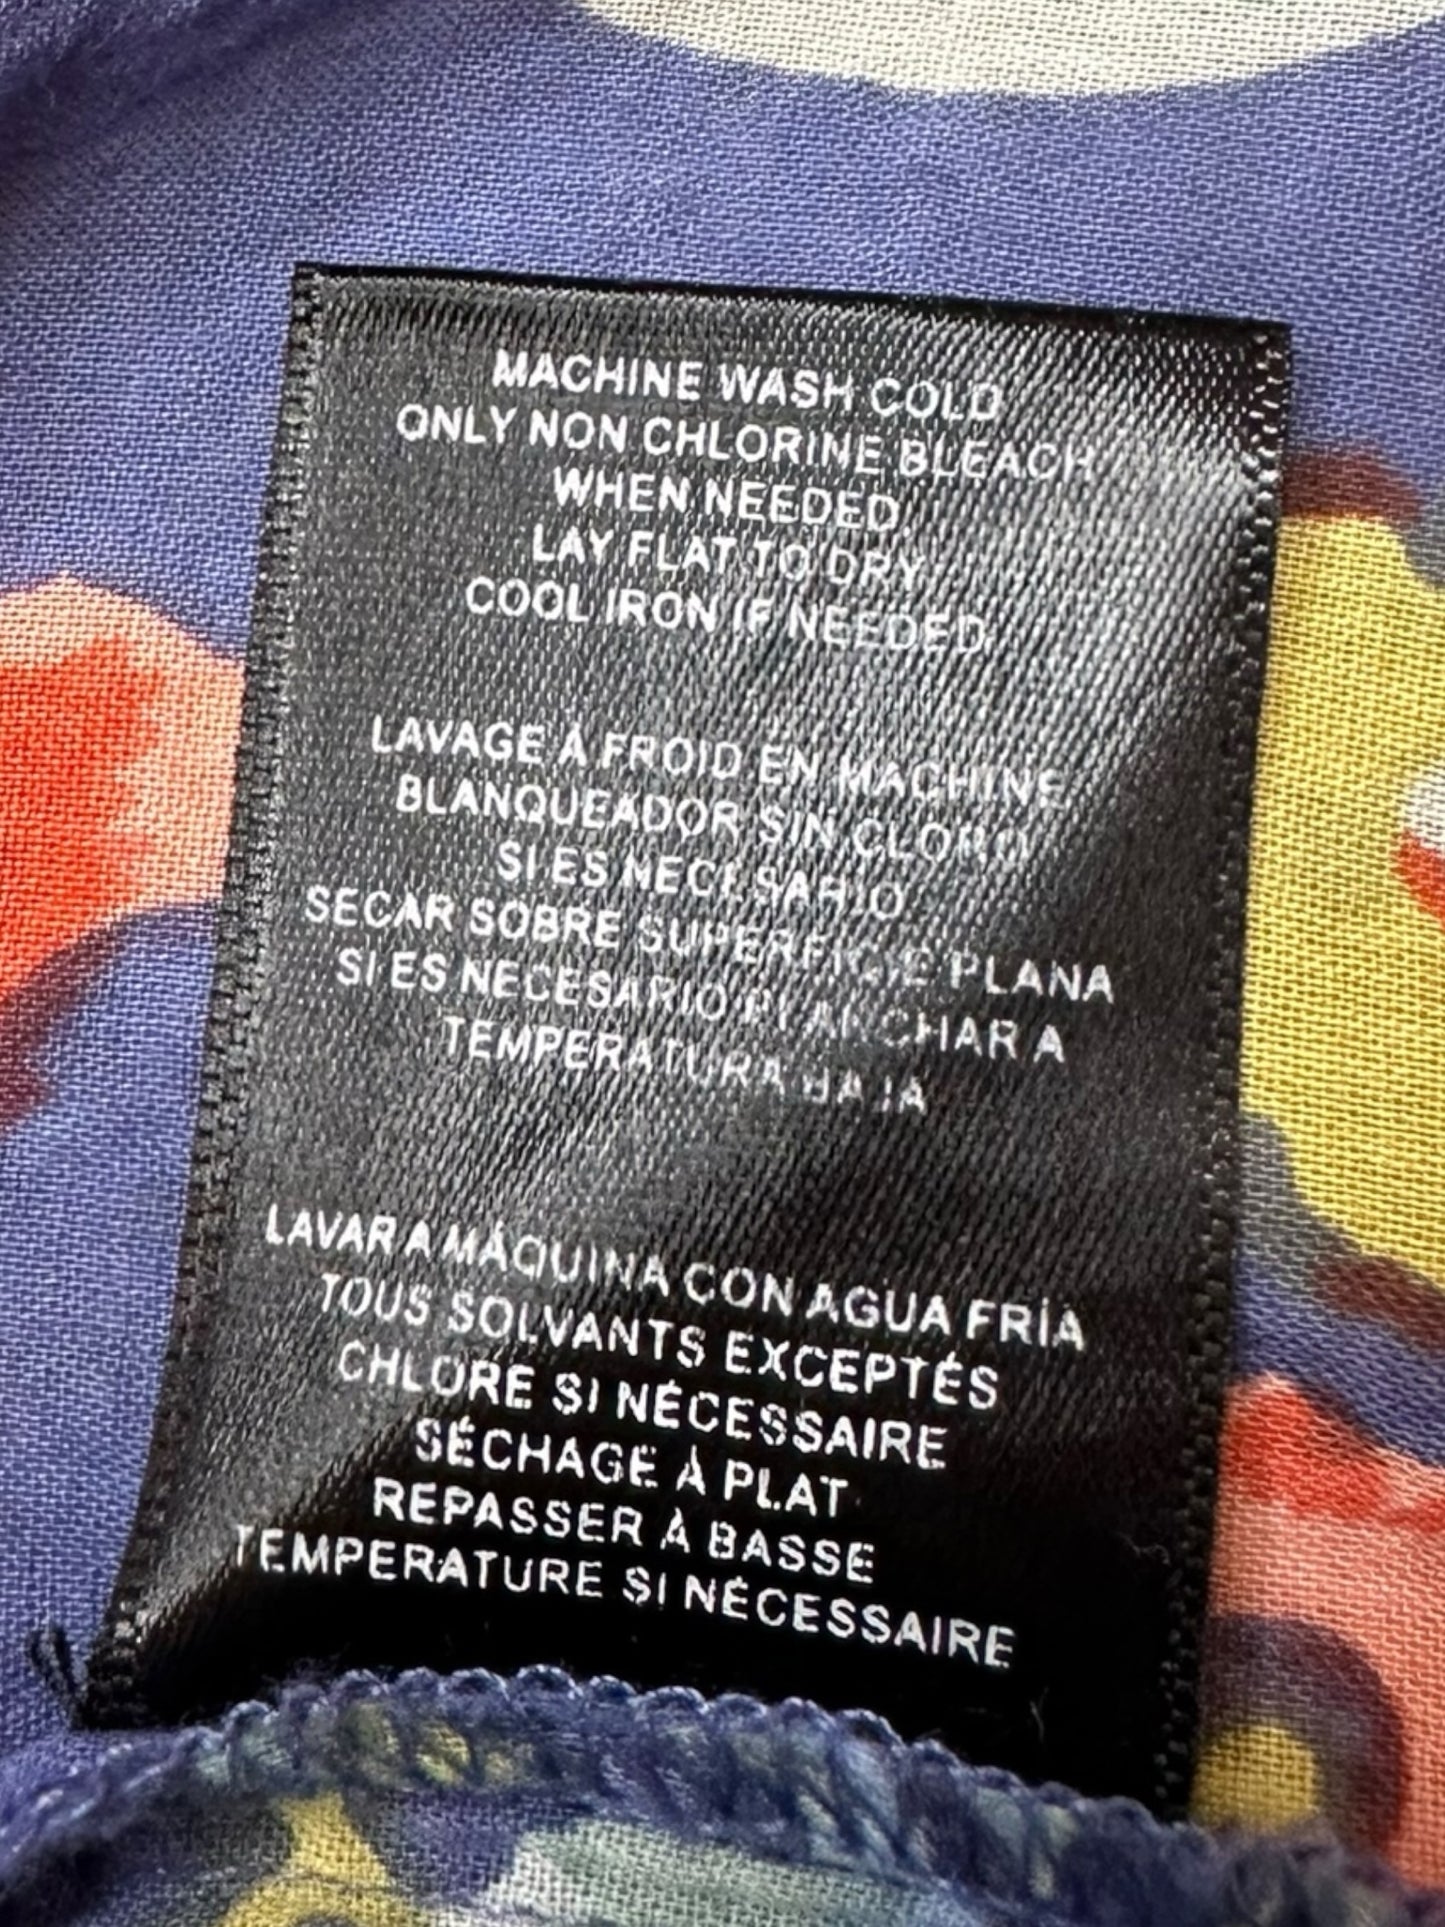 MACHINE WASH COLD
ONLY NON CHLORINE BLEACH
WHEN NEEDED
LAY FLAT TO DRY
COOL IRON IF NEEDED
LAVAGE À FROID EN MACHINE
BLANQUEADOR SIN CLORO
SI ES NECESARIO
SECAR SOBRE SUPERFICIE PLANA
SI ES NECESARIO PLANCHAR A
TEMPERATURA BAJA
LAVAR A MÁQUINA CON AGUA FRÍA
TOUS SOLVANTS EXCEPTÉS
CHLORE SI NÉCESSAIRE
SÉCHAGE À PLAT
REPASSER À BASSE
TEMPERATURE SI NÉCESSAIRE